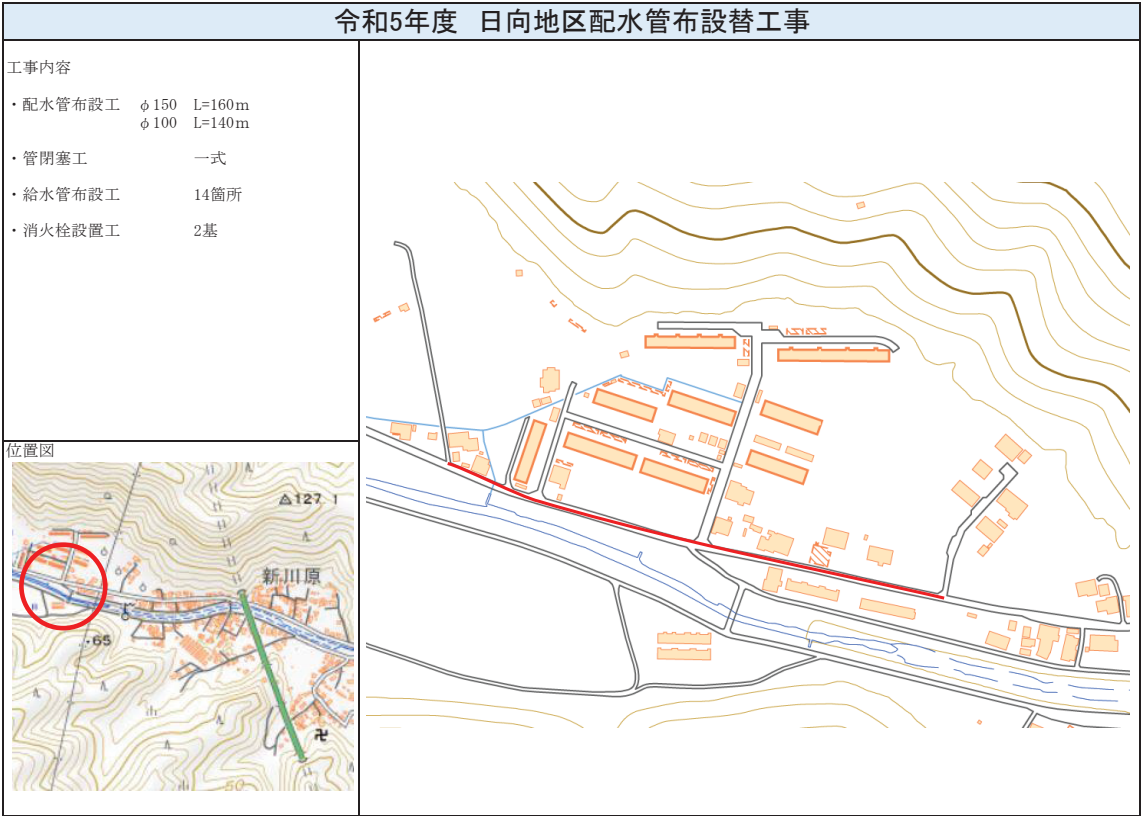 令和5年度 日向地区配水管布設替工事
工事内容
・配水管布設工 φ150 L=160m
φ100 L=140m
・管閉塞工 一式
・給水管布設工 14箇所
・消火栓設置工 2基
位置図
127
新川原
65
50